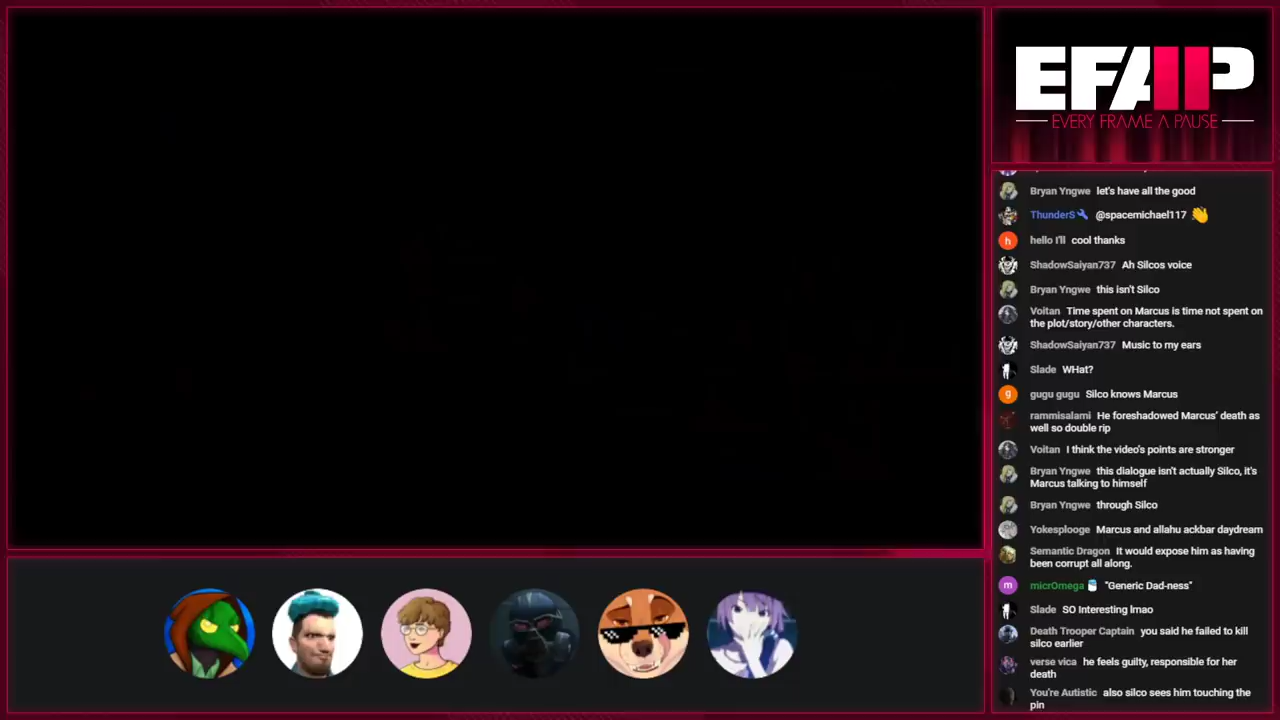 EFAP
EVERY FRAME A PAUSE
Bryan Yngwe let's have all the good
ThunderS @spacemichael117 👋
h
hello I'll cool thanks
ShadowSaiyan737 Ah Silcos voice
Bryan Yngwe this isn't Silco
Voitan Time spent on Marcus is time not spent on
the plot/story/other characters.
ShadowSaiyan737 Music to my ears
Slade WHat?
g
gugu gugu Silco knows Marcus
rammisalami He foreshadowed Marcus' death as
well so double rip
Voitan I think the video's points are stronger
Bryan Yngwe this dialogue isn't actually Silco, it's
Marcus talking to himself
Bryan Yngwe through Silco
Yokesplooge Marcus and allahu ackbar daydream
Semantic Dragon It would expose him as having
been corrupt all along.
m
micrOmega "Generic Dad-ness"
Slade SO Interesting lmao
Death Trooper Captain you said he failed to kill
silco earlier
verse vica he feels guilty, responsible for her
death
You're Autistic also silco sees him touching the
pin